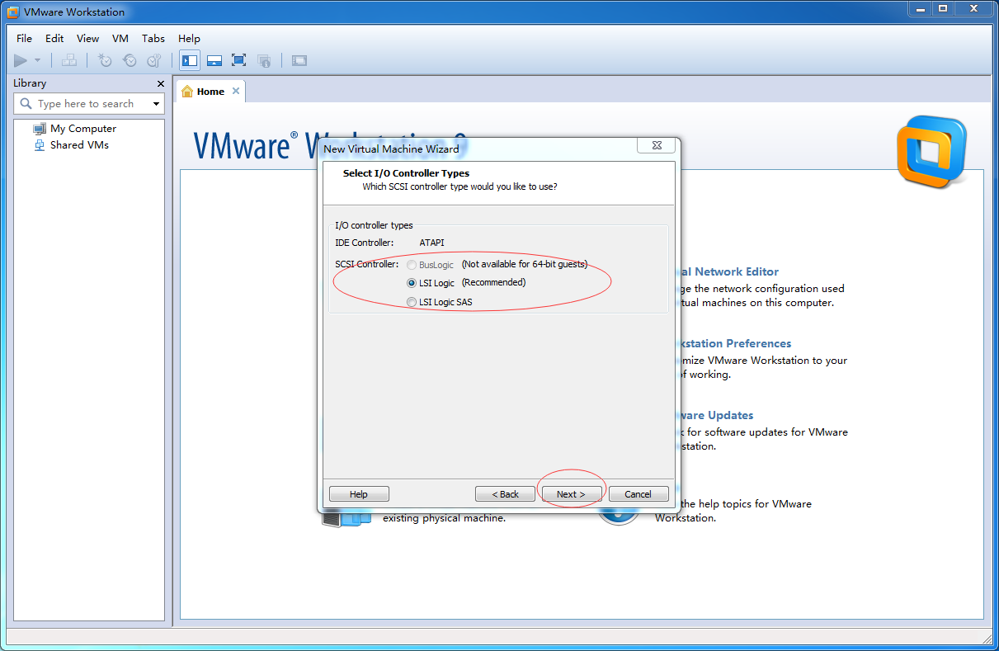 VMware Workstation
File Edit View VM Tabs Help
Library
Type here to search
My Computer
Shared VMs
Home
VMware® Workstation 9
New Virtual Machine Wizard
Select I/O Controller Types
Which SCSI controller type would you like to use?
I/O controller types
IDE Controller: ATAPI
SCSI Controller: BusLogic (Not available for 64-bit guests)
LSI Logic (Recommended)
LSI Logic SAS
Help < Back Next > Cancel
al Network Editor
ge the network configuration used
tual machines on this computer.
kstation Preferences
mize VMware Workstation to your
of working.
ware Updates
k for software updates for VMware
station.
the help topics for VMware
Workstation.
existing physical machine.